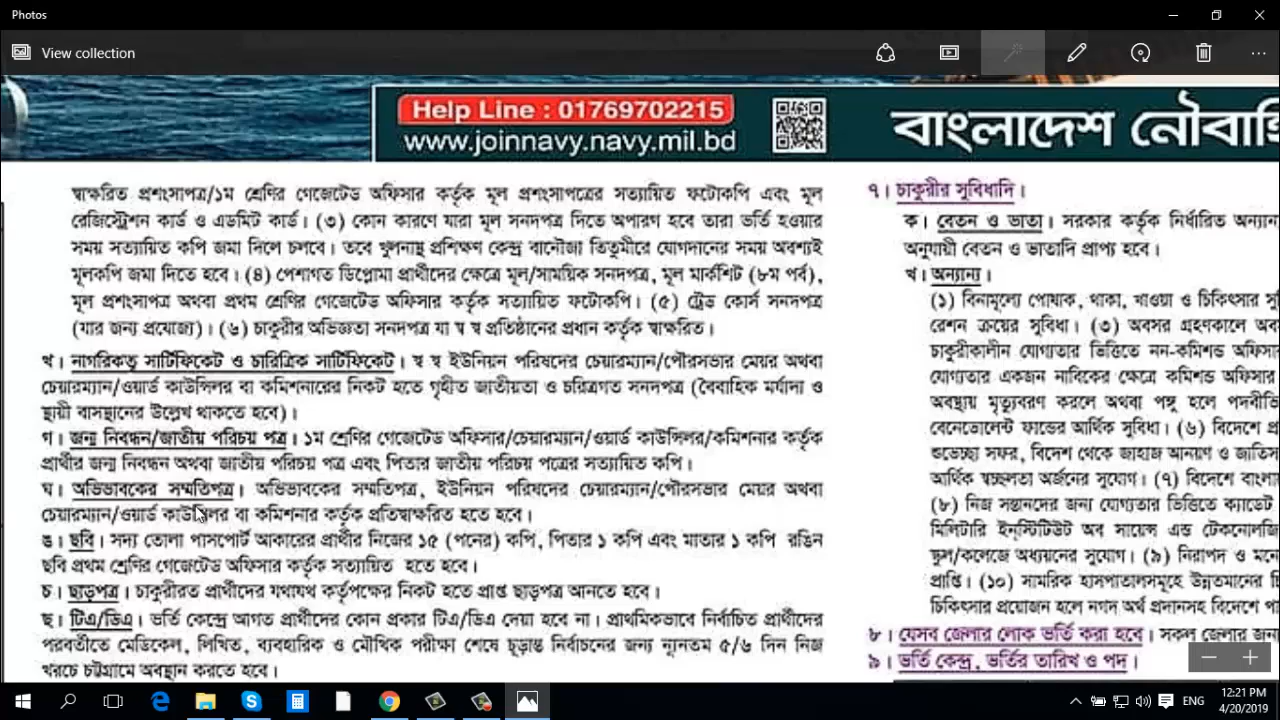 Photos
View collection
Help Line : 01769702215
www.joinnavy.navy.mil.bd
বাংলাদেশ নৌবাহি
স্বাক্ষরিত প্রশংসাপত্র/১ম শ্রেণির গেজেটেড অফিসার কর্তৃক মূল প্রশংসাপত্রের সত্যায়িত ফটোকপি এবং মূল
রেজিস্ট্রেশন কার্ড ও এডমিট কার্ড। (৩) কোন কারণে যারা মূল সনদপত্র দিতে অপারগ হবে তারা ভর্তি হওয়ার
সময় সত্যায়িত কপি জমা দিলে চলবে। তবে খুলনাস্থ প্রশিক্ষণ কেন্দ্র বানৌজা তিতুমীরে যোগদানের সময় অবশ্যই
মূলকপি জমা দিতে হবে। (৪) পেশাগত ডিপ্লোমা প্রার্থীদের ক্ষেত্রে মূল/সাময়িক সনদপত্র, মূল মার্কশিট (৮ম পর্ব),
মূল প্রশংসাপত্র অথবা প্রথম শ্রেণির গেজেটেড অফিসার কর্তৃক সত্যায়িত ফটোকপি। (৫) ট্রেড কোর্স সনদপত্র
(যার জন্য প্রযোজ্য)। (৬) চাকুরীর অভিজ্ঞতা সনদপত্র যা স্ব স্ব প্রতিষ্ঠানের প্রধান কর্তৃক স্বাক্ষরিত।
খ। নাগরিকত্ব সার্টিফিকেট ও চারিত্রিক সার্টিফিকেট। স্ব স্ব ইউনিয়ন পরিষদের চেয়ারম্যান/পৌরসভার মেয়র অথবা
চেয়ারম্যান/ওয়ার্ড কাউন্সিলর বা কমিশনারের নিকট হতে গৃহীত জাতীয়তা ও চরিত্রগত সনদপত্র (বৈবাহিক মর্যাদা ও
স্থায়ী বাসস্থানের উল্লেখ থাকতে হবে)।
গ। জন্ম নিবন্ধন/জাতীয় পরিচয় পত্র। ১ম শ্রেণির গেজেটেড অফিসার/চেয়ারম্যান/ওয়ার্ড কাউন্সিলর/কমিশনার কর্তৃক
প্রার্থীর জন্ম নিবন্ধন অথবা জাতীয় পরিচয় পত্র এবং পিতার জাতীয় পরিচয় পত্রের সত্যায়িত কপি।
ঘ। অভিভাবকের সম্মতিপত্র। অভিভাবকের সম্মতিপত্র, ইউনিয়ন পরিষদের চেয়ারম্যান/পৌরসভার মেয়র অথবা
চেয়ারম্যান/ওয়ার্ড কাউন্সিলর বা কমিশনার কর্তৃক প্রতিস্বাক্ষরিত হতে হবে।
ঙ। ছবি। সদ্য তোলা পাসপোর্ট আকারের প্রার্থীর নিজের ১৫ (পনের) কপি, পিতার ১ কপি এবং মাতার ১ কপি রঙিন
ছবি প্রথম শ্রেণির গেজেটেড অফিসার কর্তৃক সত্যায়িত হতে হবে।
চ। ছাড়পত্র। চাকুরীরত প্রার্থীদের যথাযথ কর্তৃপক্ষের নিকট হতে প্রাপ্ত ছাড়পত্র আনতে হবে।
ছ। টিএ/ডিএ। ভর্তি কেন্দ্রে আগত প্রার্থীদের কোন প্রকার টিএ/ডিএ দেয়া হবে না। প্রাথমিকভাবে নির্বাচিত প্রার্থীদের
পরবর্তীতে মেডিকেল, লিখিত, ব্যবহারিক ও মৌখিক পরীক্ষা শেষে চূড়ান্ত নির্বাচনের জন্য ন্যূনতম ৫/৬ দিন নিজ
খরচে চট্টগ্রামে অবস্থান করতে হবে।
৭। চাকুরীর সুবিধাদি।
ক। বেতন ও ভাতা। সরকার কর্তৃক নির্ধারিত অন্যান
অনুযায়ী বেতন ও ভাতাদি প্রাপ্য হবে।
খ। অন্যান্য।
(১) বিনামূল্যে পোষাক, থাকা, খাওয়া ও চিকিৎসার সু
রেশন ক্রয়ের সুবিধা। (৩) অবসর গ্রহণকালে অব
চাকুরীকালীন যোগ্যতার ভিত্তিতে নন-কমিশন্ড অফিসা
যোগ্যতার একজন নাবিকের ক্ষেত্রে কমিশন্ড অফিসার
অবস্থায় মৃত্যুবরণ করলে অথবা পঙ্গু হলে পদবীভি
বেনেভোলেন্ট ফান্ডের আর্থিক সুবিধা। (৬) বিদেশে প্র
শুভেচ্ছা সফর, বিদেশ থেকে জাহাজ আনয়ণ ও জাতিস
আর্থিক স্বচ্ছলতা অর্জনের সুযোগ। (৭) বিদেশে বাংলা
(৮) নিজ সন্তানদের জন্য যোগ্যতার ভিত্তিতে ক্যাডেট
মিলিটারি ইন্স্টিটিউট অব সায়েন্স এন্ড টেকনোলজি
স্কুল/কলেজে অধ্যয়নের সুযোগ। (৯) নিরাপদ ও মনে
প্রাপ্তি। (১০) সামরিক হাসপাতালসমূহে উন্নতমানের চি
চিকিৎসার প্রয়োজন হলে নগদ অর্থ প্রদানসহ বিদেশে পা
৮। যেসব জেলার লোক ভর্তি করা হবে। সকল জেলার জন
৯। ভর্তি কেন্দ্র, ভর্তির তারিখ ও পদ।
ENG
12:21 PM
4/20/2019